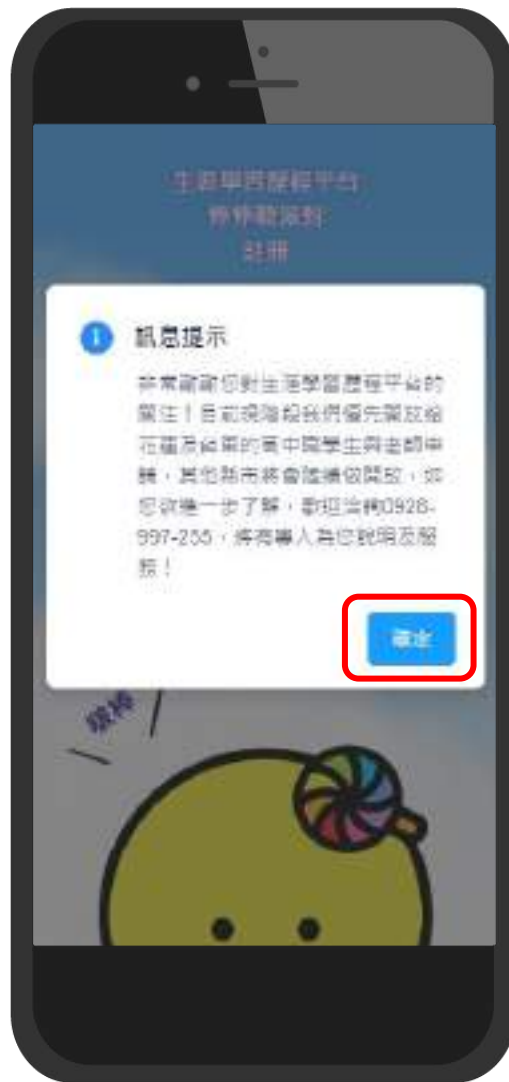 生涯學習歷程平台
註冊
訊息提示
非常謝謝您對生涯學習歷程平台的
關注！目前現階段我們優先開放給
花蓮及台東的高中職學生與老師申
請，其他縣市將會陸續做開放，如
您欲進一步了解，歡迎洽詢0928-
997-255，將有專人為您說明及服
務！
確定